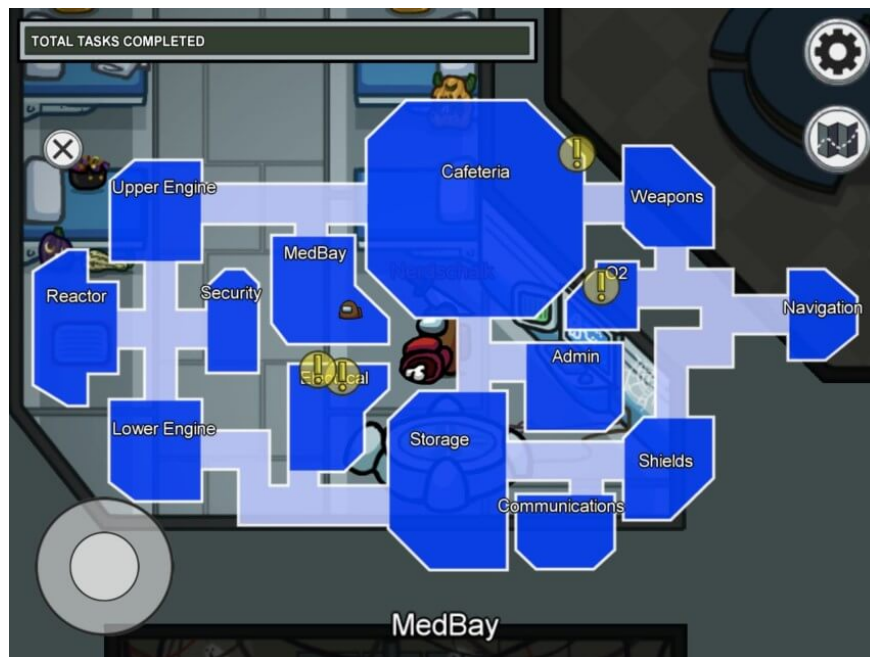 TOTAL TASKS COMPLETED
Cafeteria
Upper Engine
Weapons
MedBay
O2
Reactor
Security
Navigation
Admin
Electrical
Lower Engine
Storage
Shields
Communications
MedBay